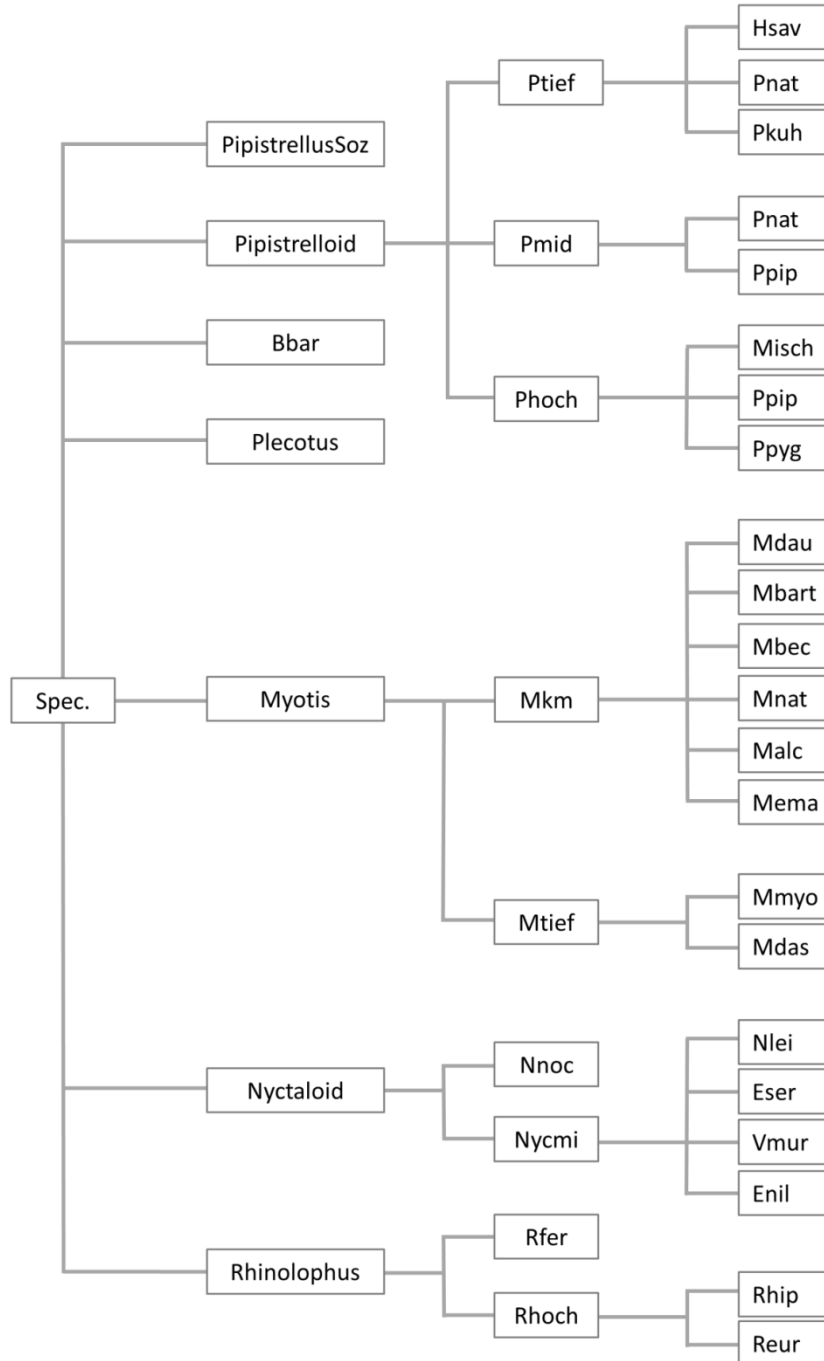 Hsav
Ptief
Pnat
Pkuh
PipistrellusSoz
Pnat
Pipistrelloid
Pmid
Ppip
Bbar
Misch
Phoch
Ppip
Plecotus
Ppyg
Mdau
Mbart
Mbec
Spec.
Myotis
Mkm
Mnat
Malc
Mema
Mmyo
Mtief
Mdas
Nlei
Nnoc
Nyctaloid
Eser
Nycmi
Vmur
Enil
Rfer
Rhinolophus
Rhip
Rhoch
Reur